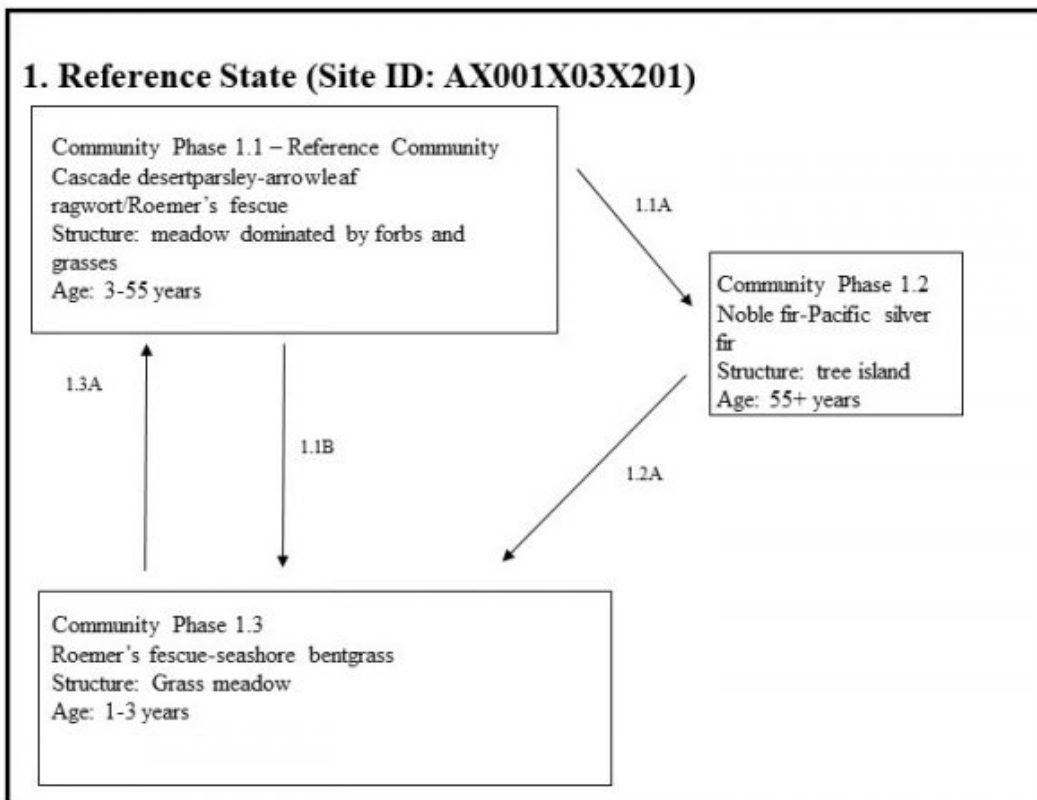 1. Reference State (Site ID: AX001X03X201)
Community Phase 1.1 – Reference Community
Cascade desertparsley-arrowleaf
ragwort/Roemer's fescue
Structure: meadow dominated by forbs and
grasses
Age: 3-55 years
1.1A
Community Phase 1.2
Noble fir-Pacific silver
fir
Structure: tree island
Age: 55+ years
1.3A
1.1B
1.2A
Community Phase 1.3
Roemer's fescue-seashore bentgrass
Structure: Grass meadow
Age: 1-3 years